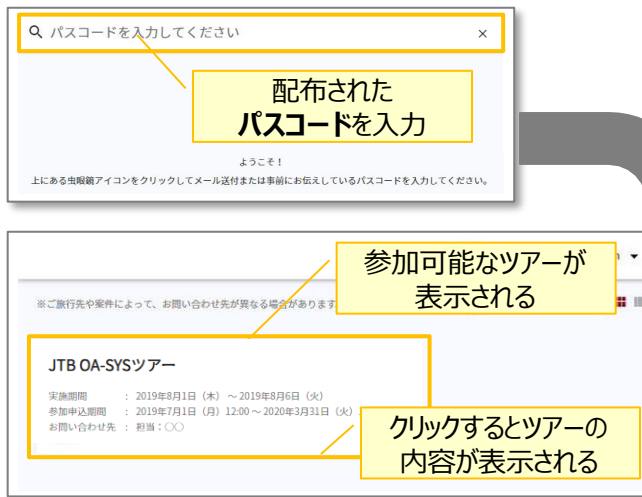 パスコードを入力してください ×
配布された
パスコードを入力
ようこそ！
上にある虫眼鏡アイコンをクリックしてメール送付または事前にお伝えしているパスコードを入力してください。
参加可能なツアーが
表示される
※ご旅行先や案件によって、お問い合わせ先が異なる場合があります
JTB OA-SYSツアー
実施期間 : 2019年8月1日（木）～2019年8月6日（火）
参加申込期間 : 2019年7月1日（月）12:00～2020年3月31日（火）
お問い合わせ先 : 担当：〇〇
クリックするとツアーの
内容が表示される